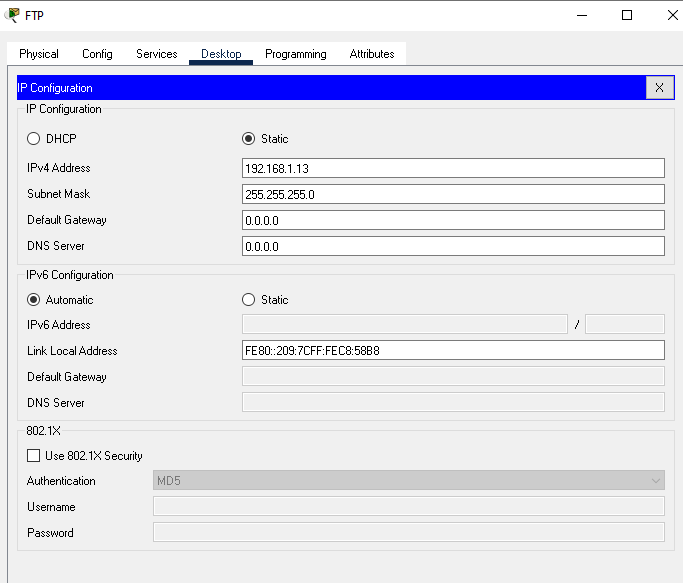 FTP
Physical Config Services Desktop Programming Attributes
IP Configuration X
IP Configuration
DHCP Static
IPv4 Address 192.168.1.13
Subnet Mask 255.255.255.0
Default Gateway 0.0.0.0
DNS Server 0.0.0.0
IPv6 Configuration
Automatic Static
IPv6 Address /
Link Local Address FE80::209:7CFF:FEC8:58B8
Default Gateway
DNS Server
802.1X
Use 802.1X Security
Authentication MD5
Username
Password